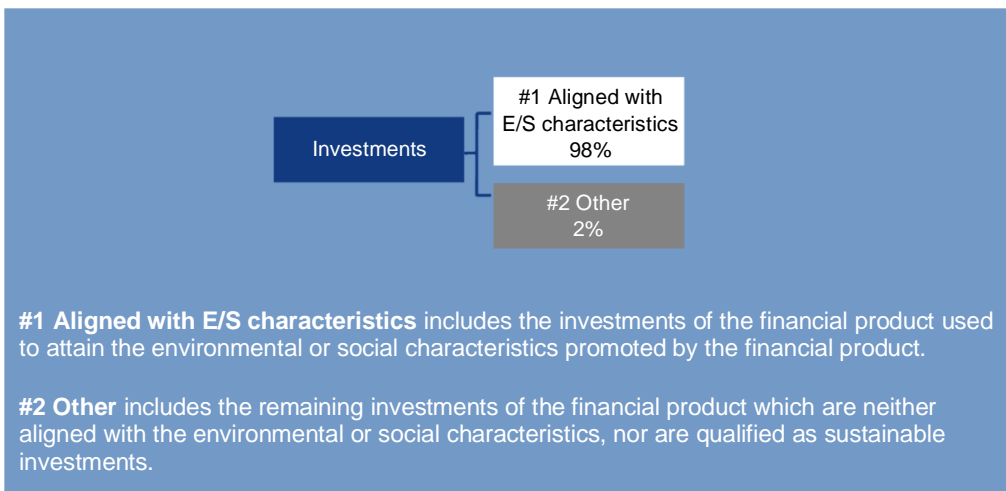 Investments
#1 Aligned with
E/S characteristics
98%
#2 Other
2%
#1 Aligned with E/S characteristics includes the investments of the financial product used
to attain the environmental or social characteristics promoted by the financial product.
#2 Other includes the remaining investments of the financial product which are neither
aligned with the environmental or social characteristics, nor are qualified as sustainable
investments.